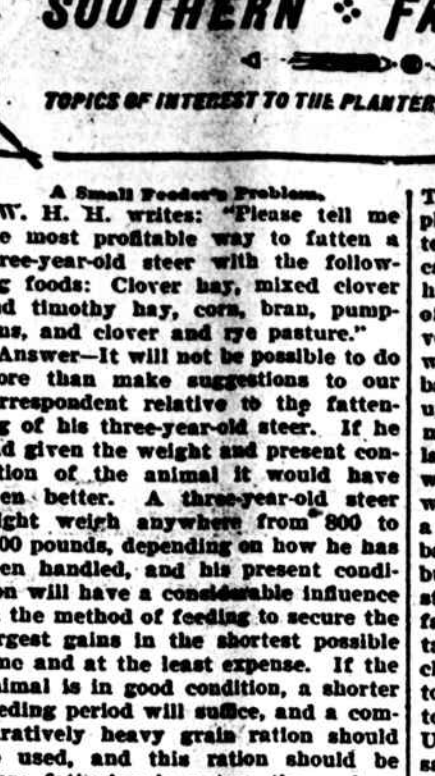 SOUTHERN FA
TOPICS OF INTEREST TO THE PLANTER
A Small Feeder's Problem.
W. H. H. writes: "Please tell me
e most profitable way to fatten a
ree-year-old steer with the follow-
g foods: Clover hay, mixed clover
d timothy hay, corn, bran, pump-
ns, and clover and rye pasture."
Answer—It will not be possible to do
ore than make suggestions to our
rrespondent relative to the fatten-
g of his three-year-old steer. If he
d given the weight and present con-
tion of the animal it would have
en better. A three-year-old steer
ight weigh anywhere from 800 to
00 pounds, depending on how he has
en handled, and his present condi-
on will have a considerable influence
the method of feeding to secure the
rgest gains in the shortest possible
me and at the least expense. If the
nimal is in good condition, a shorter
eding period will suffice, and a com-
ratively heavy grain ration should
used, and this ration should be